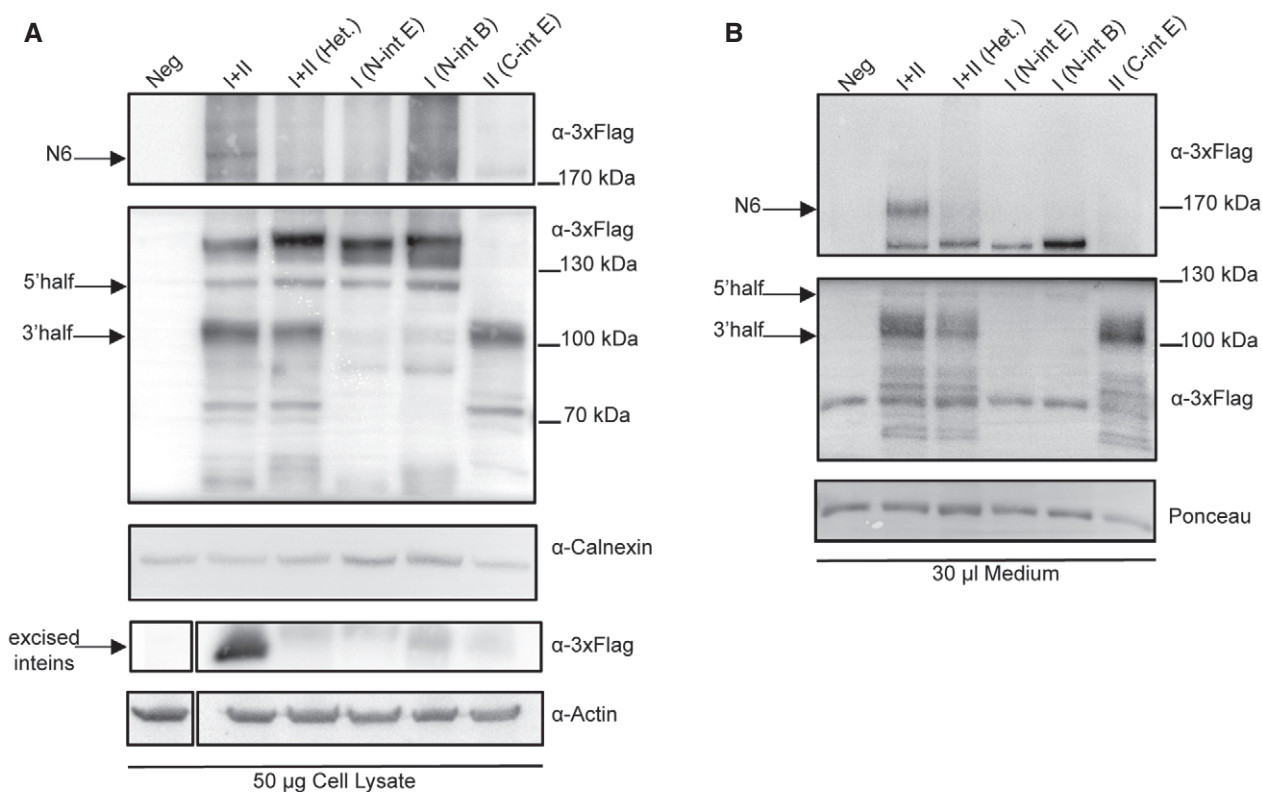 A
Neg
I+II
I+II (Het.)
I (N-int E)
I (N-int B)
II (C-int E)
N6
α-3xFlag
170 kDa
α-3xFlag
130 kDa
5'half
3'half
100 kDa
70 kDa
α-Calnexin
excised
inteins
α-3xFlag
α-Actin
50 µg Cell Lysate
B
Neg
I+II
I+II (Het.)
I (N-int E)
I (N-int B)
II (C-int E)
α-3xFlag
N6
170 kDa
130 kDa
5'half
3'half
100 kDa
α-3xFlag
Ponceau
30 µl Medium